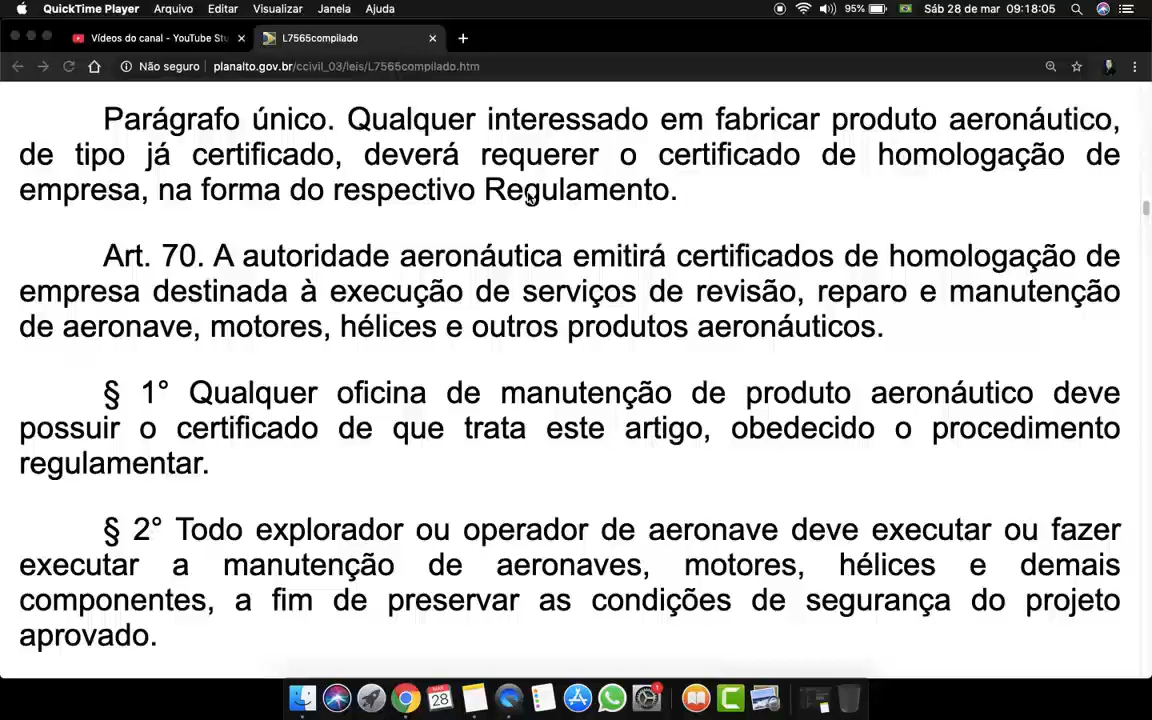 QuickTime Player Arquivo Editar Visualizar Janela Ajuda 95% Sáb 28 de mar 09:18:05
Vídeos do canal - YouTube Stu L7565compilado
Não seguro planalto.gov.br/ccivil_03/leis/L7565compilado.htm
Parágrafo único. Qualquer interessado em fabricar produto aeronáutico,
de tipo já certificado, deverá requerer o certificado de homologação de
empresa, na forma do respectivo Regulamento.
Art. 70. A autoridade aeronáutica emitirá certificados de homologação de
empresa destinada à execução de serviços de revisão, reparo e manutenção
de aeronave, motores, hélices e outros produtos aeronáuticos.
§ 1° Qualquer oficina de manutenção de produto aeronáutico deve
possuir o certificado de que trata este artigo, obedecido o procedimento
regulamentar.
§ 2° Todo explorador ou operador de aeronave deve executar ou fazer
executar a manutenção de aeronaves, motores, hélices e demais
componentes, a fim de preservar as condições de segurança do projeto
aprovado.
MAR
28
1